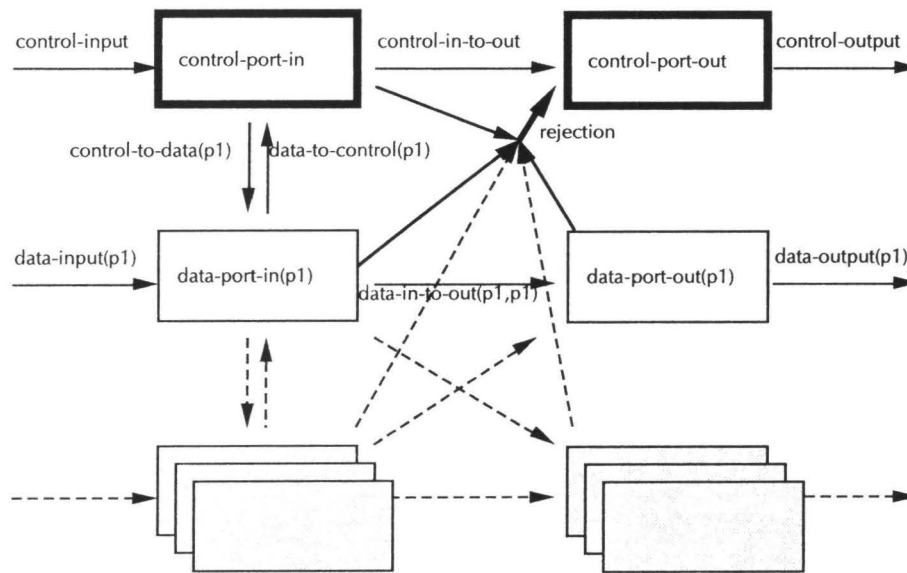 control-input
control-port-in
control-in-to-out
control-port-out
control-output
rejection
control-to-data(p1)
data-to-control(p1)
data-input(p1)
data-port-in(p1)
data-in-to-out(p1,p1)
data-port-out(p1)
data-output(p1)